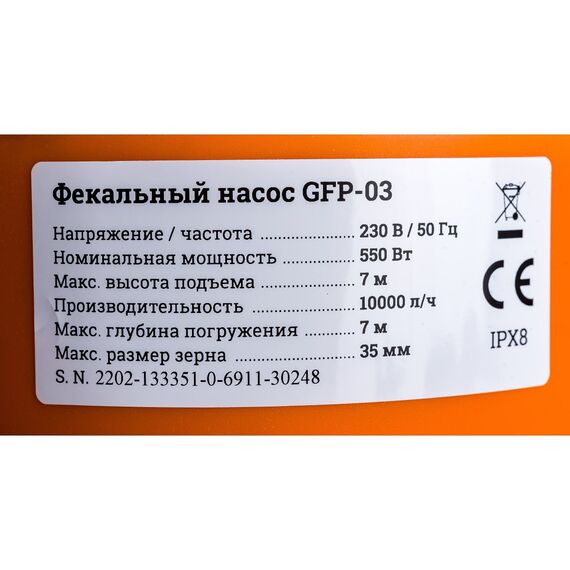 Фекальный насос GFP-03
Напряжение / частота ................... 230 В / 50 Гц
Номинальная мощность ............... 550 Вт
Макс. высота подъема ................... 7 м
Производительность .................... 10000 л/ч
Макс. глубина погружения .......... 7 м
Макс. размер зерна ........................ 35 мм
S. N. 2202-133351-0-6911-30248
CE
IPX8